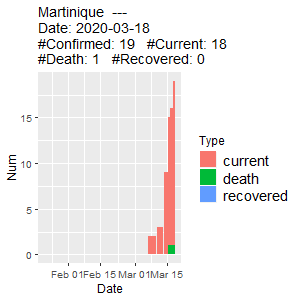 Martinique  ---
Date: 2020-03-18
#Confirmed: 19   #Current: 18
#Death: 1   #Recovered: 0
Num
15
10
5
0
Feb 01 Feb 15 Mar 01 Mar 15
Date
Type
current
death
recovered